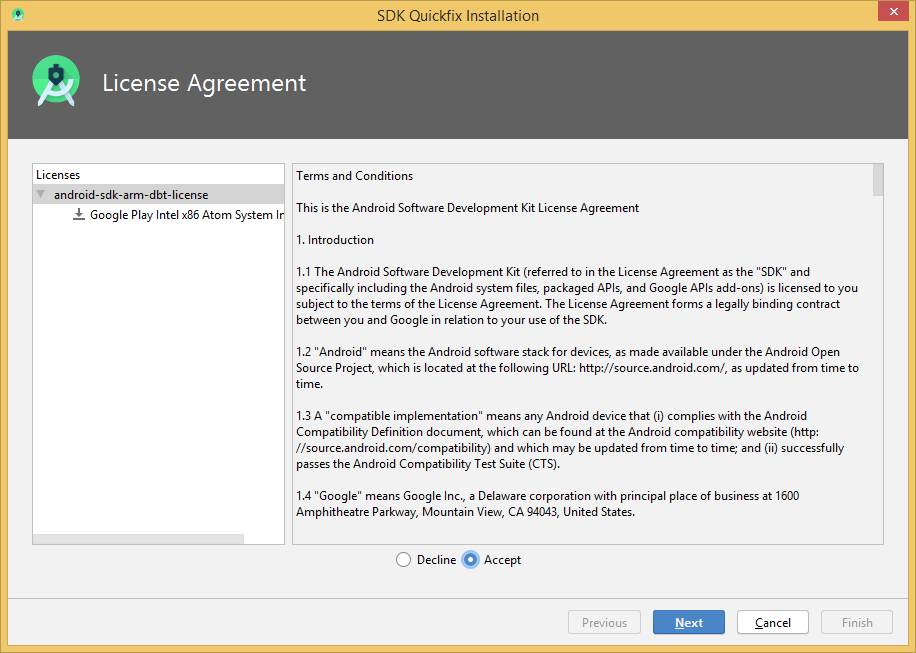 SDK Quickfix Installation
License Agreement
Licenses
android-sdk-arm-dbt-license
Google Play Intel x86 Atom System
Terms and Conditions
This is the Android Software Development Kit License Agreement
1. Introduction
1.1 The Android Software Development Kit (referred to in the License Agreement as the "SDK" and
specifically including the Android system files, packaged APIs, and Google APIs add-ons) is licensed to you
subject to the terms of the License Agreement. The License Agreement forms a legally binding contract
between you and Google in relation to your use of the SDK.
1.2 "Android" means the Android software stack for devices, as made available under the Android Open
Source Project, which is located at the following URL: http://source.android.com/, as updated from time to
time.
1.3 A "compatible implementation" means any Android device that (i) complies with the Android
Compatibility Definition document, which can be found at the Android compatibility website (http:
//source.android.com/compatibility) and which may be updated from time to time; and (ii) successfully
passes the Android Compatibility Test Suite (CTS).
1.4 "Google" means Google Inc., a Delaware corporation with principal place of business at 1600
Amphitheatre Parkway, Mountain View, CA 94043, United States.
Decline Accept
Previous Next Cancel Finish